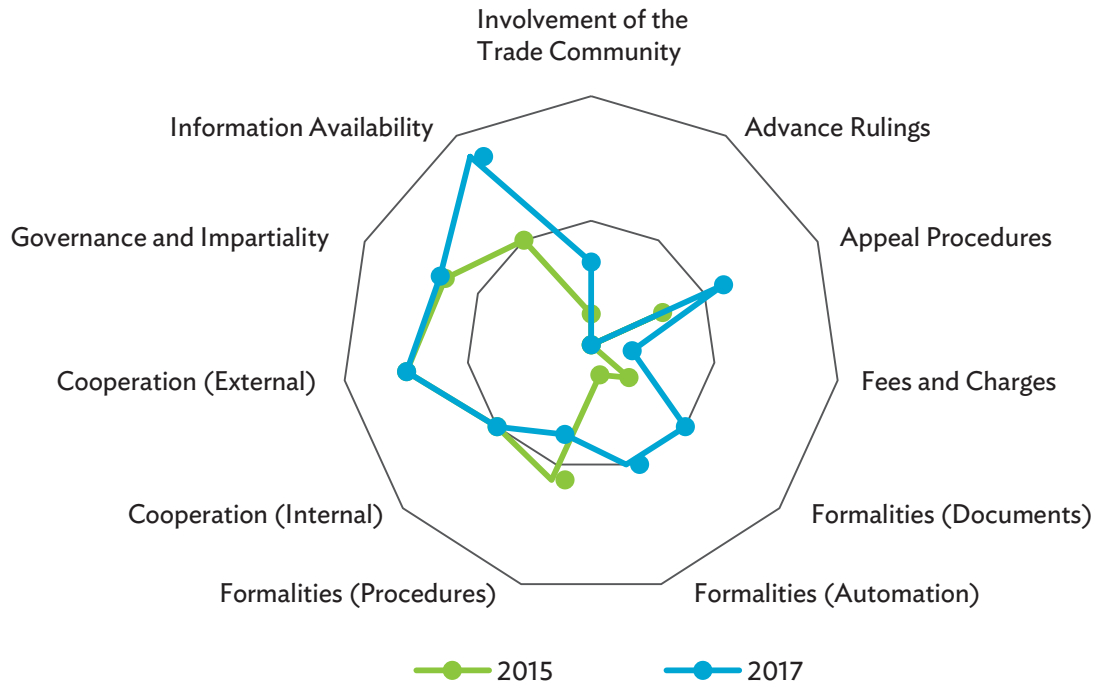 Involvement of the
Trade Community
Information Availability
Advance Rulings
Governance and Impartiality
Appeal Procedures
Cooperation (External)
Fees and Charges
Cooperation (Internal)
Formalities (Documents)
Formalities (Procedures)
Formalities (Automation)
2015
2017